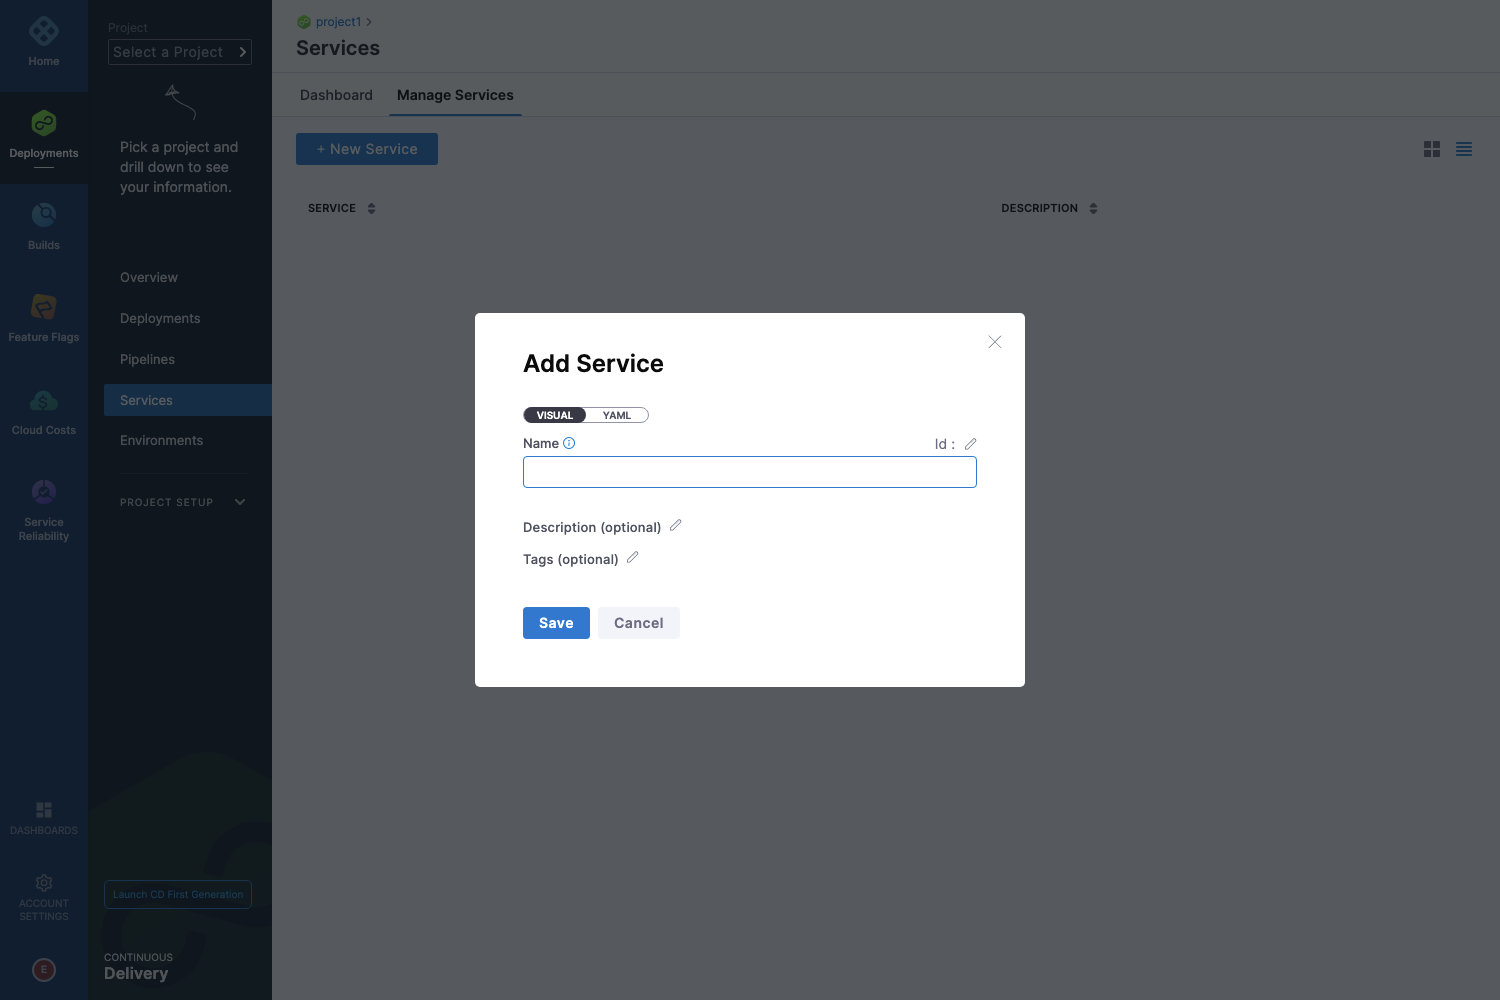 Home
Deployments
Builds
Feature Flags
Cloud Costs
Service
Reliability
DASHBOARDS
ACCOUNT
SETTINGS
E
Project
Select a Project
Pick a project and
drill down to see
your information.
Overview
Deployments
Pipelines
Services
Environments
PROJECT SETUP
Launch CD First Generation
CONTINUOUS
Delivery
project1
Services
Dashboard
Manage Services
+ New Service
SERVICE
DESCRIPTION
Add Service
VISUAL
YAML
Name
Id :
Description (optional)
Tags (optional)
Save
Cancel